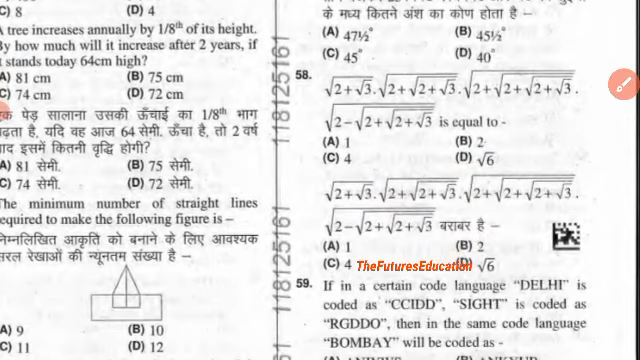 C) 8 (D) 4
A tree increases annually by 1/8th of its height.
By how much will it increase after 2 years, if
it stands today 64cm high?
A) 81 cm (B) 75 cm
C) 74 cm (D) 72 cm
एक पेड़ सालाना उसकी ऊँचाई का 1/8th भाग
बढ़ता है, यदि वह आज 64 सेमी. ऊँचा है, तो 2 वर्ष
बाद इसमें कितनी वृद्धि होगी?
A) 81 सेमी. (B) 75 सेमी.
C) 74 सेमी. (D) 72 सेमी.
The minimum number of straight lines
required to make the following figure is –
निम्नलिखित आकृति को बनाने के लिए आवश्यक
सरल रेखाओं की न्यूनतम संख्या है –
A) 9 (B) 10
C) 11 (D) 12
118125161
118125161
118125161
के मध्य कितने अंश का कोण होता है –
(A) 47½° (B) 45½°
(C) 45° (D) 40°
58.
√2+√3.√2+√2+√3.√2+√2+√2+√3.
√2–√2+√2+√3 is equal to -
(A) 1 (B) 2
(C) 4 (D) √6
√2+√3.√2+√2+√3.√2+√2+√2+√3.
√2–√2+√2+√3 बराबर है –
(A) 1 (B) 2
(C) 4 (D) √6
TheFuturesEducation
59. If in a certain code language “DELHI” is
coded as “CCIDD”, “SIGHT” is coded as
“RGDDO”, then in the same code language
“BOMBAY” will be coded as -